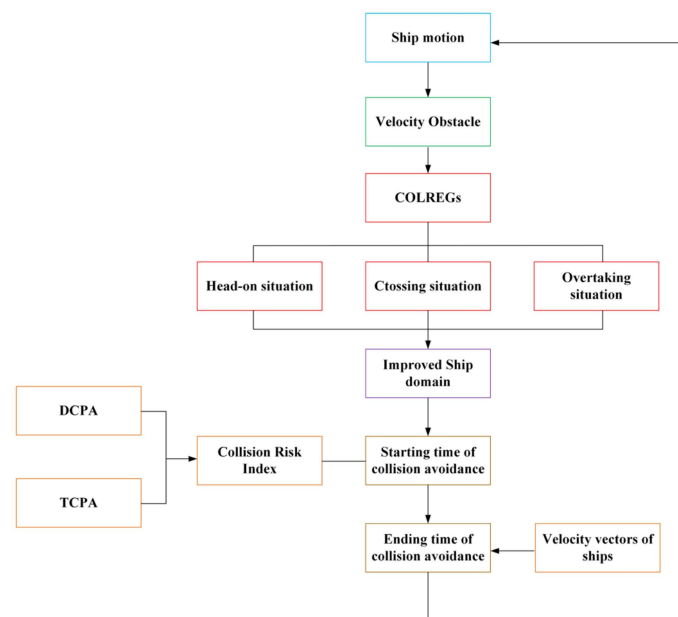 Ship motion
Velocity Obstacle
COLREGs
Head-on situation
Ctossing situation
Overtaking
situation
Improved Ship
domain
DCPA
TCPA
Collision Risk
Index
Starting time of
collision avoidance
Ending time of
collision avoidance
Velocity vectors of
ships